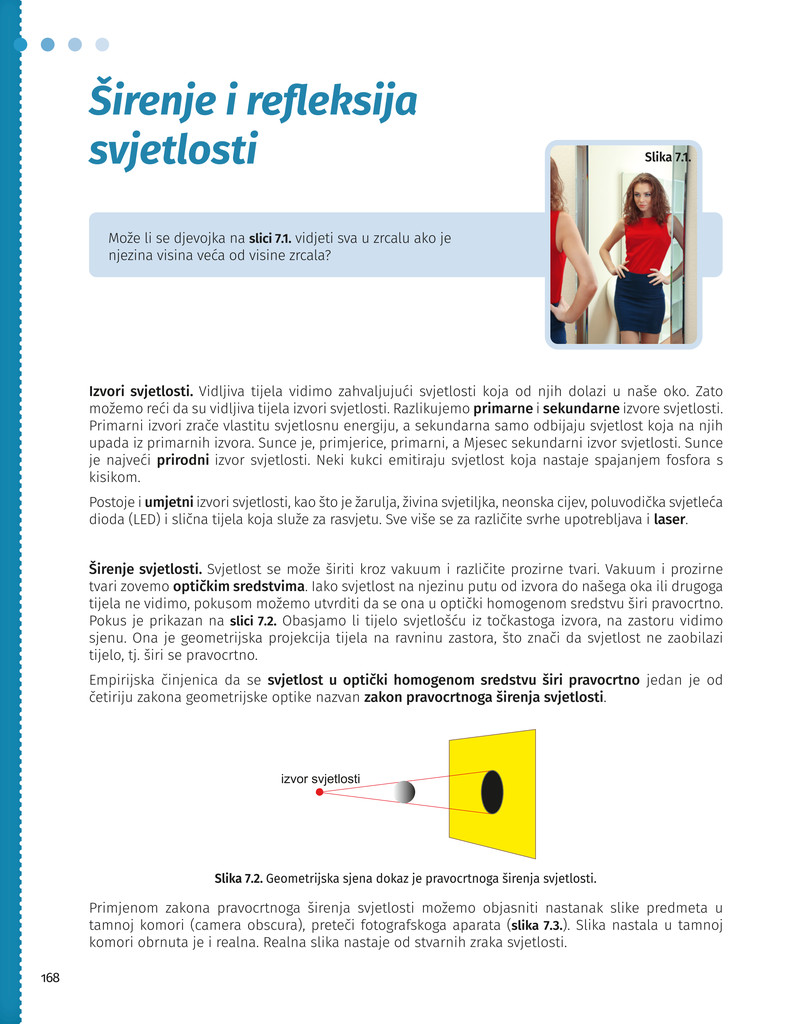 Širenje i refleksija
svjetlosti
Slika 7.1.
Može li se djevojka na slici 7.1. vidjeti sva u zrcalu ako je
njezina visina veća od visine zrcala?
Izvori svjetlosti. Vidljiva tijela vidimo zahvaljujući svjetlosti koja od njih dolazi u naše oko. Zato
možemo reći da su vidljiva tijela izvori svjetlosti. Razlikujemo primarne i sekundarne izvore svjetlosti.
Primarni izvori zrače vlastitu svjetlosnu energiju, a sekundarna samo odbijaju svjetlost koja na njih
upada iz primarnih izvora. Sunce je, primjerice, primarni, a Mjesec sekundarni izvor svjetlosti. Sunce
je najveći prirodni izvor svjetlosti. Neki kukci emitiraju svjetlost koja nastaje spajanjem fosfora s
kisikom.
Postoje i umjetni izvori svjetlosti, kao što je žarulja, živina svjetiljka, neonska cijev, poluvodička svjetleća
dioda (LED) i slična tijela koja služe za rasvjetu. Sve više se za različite svrhe upotrebljava i laser.
Širenje svjetlosti. Svjetlost se može širiti kroz vakuum i različite prozirne tvari. Vakuum i prozirne
tvari zovemo optičkim sredstvima. Iako svjetlost na njezinu putu od izvora do našega oka ili drugoga
tijela ne vidimo, pokusom možemo utvrditi da se ona u optički homogenom sredstvu širi pravocrtno.
Pokus je prikazan na slici 7.2. Obasjamo li tijelo svjetlošću iz točkastoga izvora, na zastoru vidimo
sjenu. Ona je geometrijska projekcija tijela na ravninu zastora, što znači da svjetlost ne zaobilazi
tijelo, tj. širi se pravocrtno.
Empirijska činjenica da se svjetlost u optički homogenom sredstvu širi pravocrtno jedan je od
četiriju zakona geometrijske optike nazvan zakon pravocrtnoga širenja svjetlosti.
izvor svjetlosti
Slika 7.2. Geometrijska sjena dokaz je pravocrtnoga širenja svjetlosti.
Primjenom zakona pravocrtnoga širenja svjetlosti možemo objasniti nastanak slike predmeta u
tamnoj komori (camera obscura), preteči fotografskoga aparata (slika 7.3.). Slika nastala u tamnoj
komori obrnuta je i realna. Realna slika nastaje od stvarnih zraka svjetlosti.
168